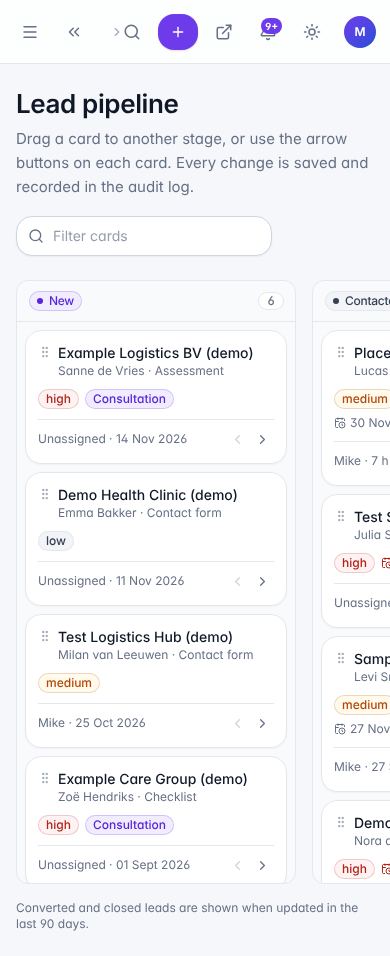 9+
M
Lead pipeline
Drag a card to another stage, or use the arrow
buttons on each card. Every change is saved and
recorded in the audit log.
Filter cards
New
6
Example Logistics BV (demo)
Sanne de Vries · Assessment
high
Consultation
Unassigned · 14 Nov 2026
Demo Health Clinic (demo)
Emma Bakker · Contact form
low
Unassigned · 11 Nov 2026
Test Logistics Hub (demo)
Milan van Leeuwen · Contact form
medium
Mike · 25 Oct 2026
Example Care Group (demo)
Zoë Hendriks · Checklist
high
Consultation
Unassigned · 01 Sept 2026
Place
Lucas
medium
30 Nov
Mike · 7 h
Test S
Julia S
high
Levi
medium
27 Nov
Mike · 27
Demo
Nora
high
Converted and closed leads are shown when updated in the
last 90 days.